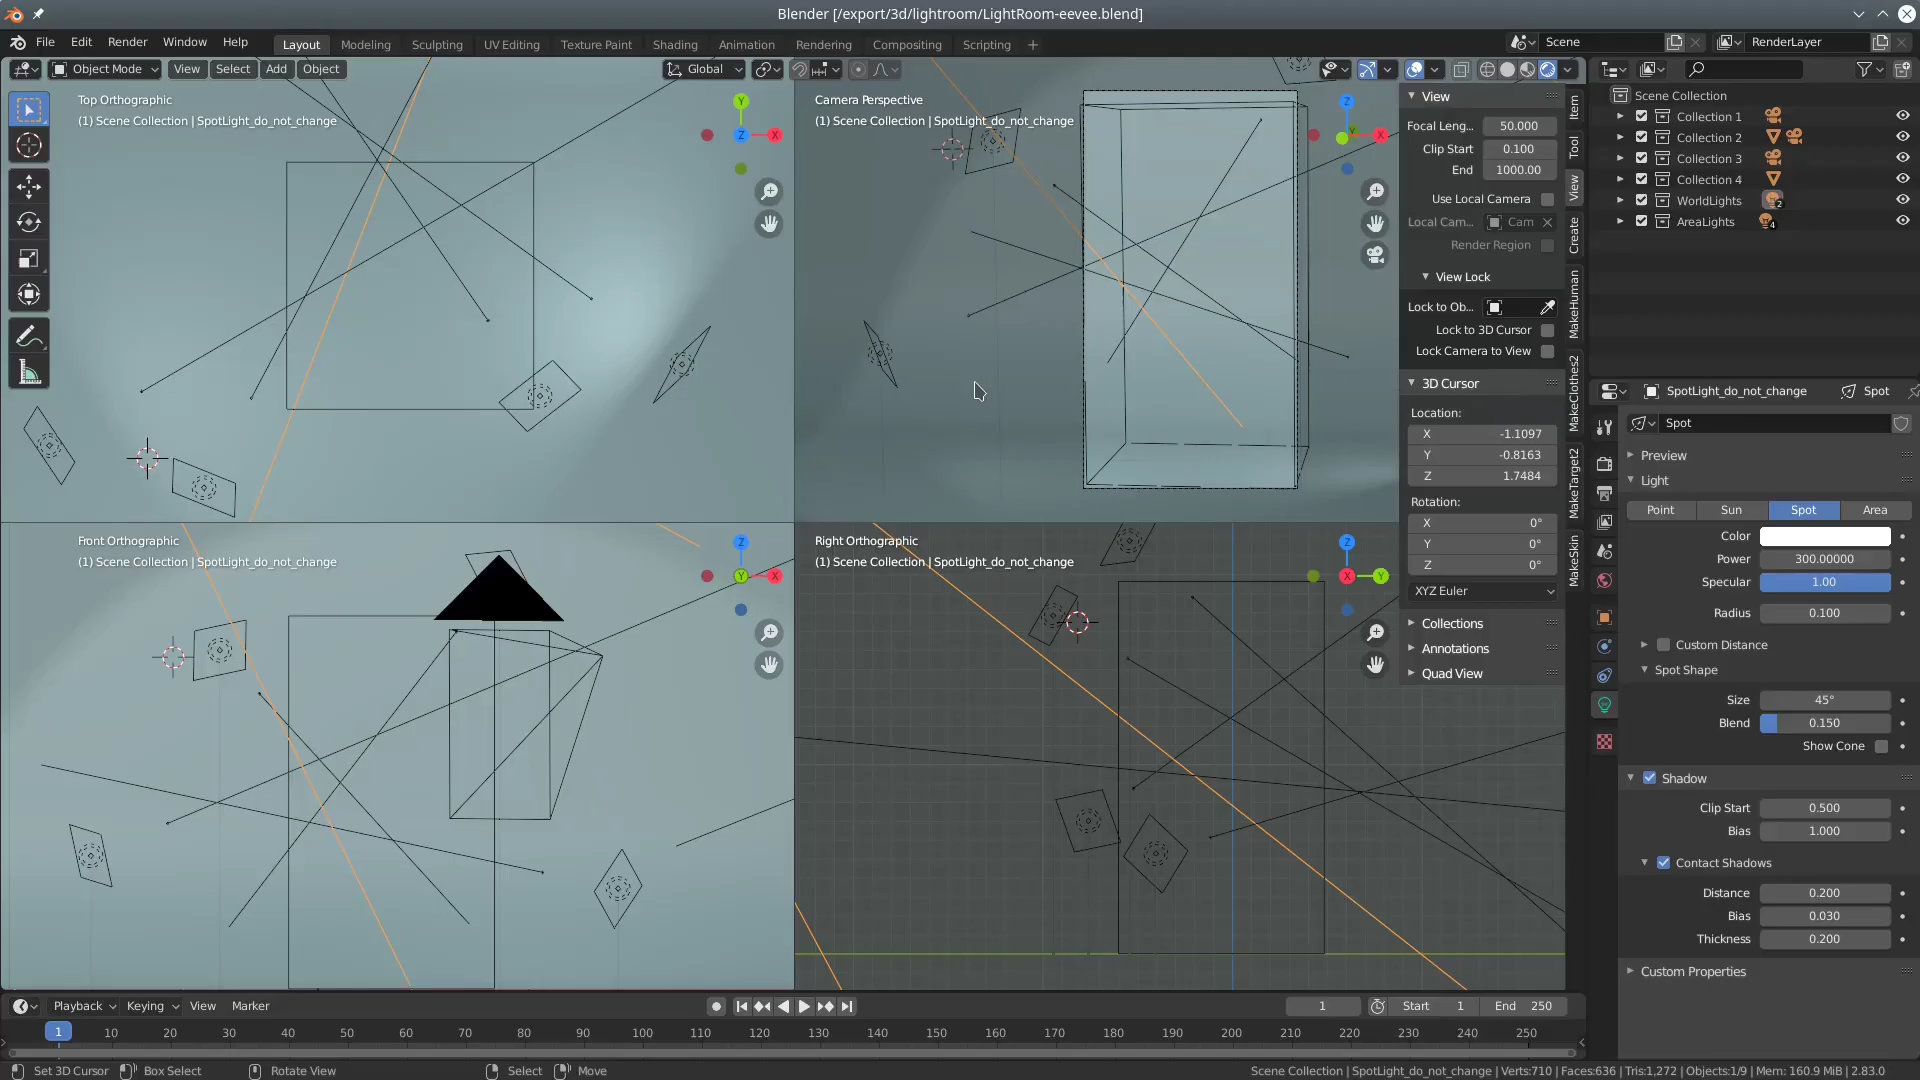 Blender [/export/3d/lightroom/LightRoom-eevee.blend]
File Edit Render Window Help Layout Modeling Sculpting UV Editing Texture Paint Shading Animation Rendering Compositing Scripting + Scene RenderLayer
Object Mode View Select Add Object Global
Top Orthographic
(1) Scene Collection | SpotLight_do_not_change
Y
Z
X
Camera Perspective
(1) Scene Collection | SpotLight_do_not_change
Z
Y
X
Front Orthographic
(1) Scene Collection | SpotLight_do_not_change
Z
Y
X
Right Orthographic
(1) Scene Collection | SpotLight_do_not_change
Z
X
Y
View
Focal Leng... 50.000
Clip Start 0.100
End 1000.00
Use Local Camera
Local Cam... Cam
Render Region
View Lock
Lock to Ob...
Lock to 3D Cursor
Lock Camera to View
3D Cursor
Location:
X -1.1097
Y -0.8163
Z 1.7484
Rotation:
X 0°
Y 0°
Z 0°
XYZ Euler
Collections
Annotations
Quad View
Item
Tool
View
Create
MakeHuman
MakeClothes2
MakeTarget2
MakeSkin
Scene Collection
Collection 1
Collection 2
Collection 3
Collection 4
WorldLights 2
AreaLights 4
SpotLight_do_not_change Spot
Spot
Preview
Light
Point Sun Spot Area
Color
Power 300.00000
Specular 1.00
Radius 0.100
Custom Distance
Spot Shape
Size 45°
Blend 0.150
Show Cone
Shadow
Clip Start 0.500
Bias 1.000
Contact Shadows
Distance 0.200
Bias 0.030
Thickness 0.200
Custom Properties
Playback Keying View Marker 1 Start 1 End 250
1 10 20 30 40 50 60 70 80 90 100 110 120 130 140 150 160 170 180 190 200 210 220 230 240 250
Set 3D Cursor Box Select Rotate View Select Move Scene Collection | SpotLight_do_not_change | Verts:710 | Faces:636 | Tris:1,272 | Objects:1/9 | Mem: 160.9 MiB | 2.83.0